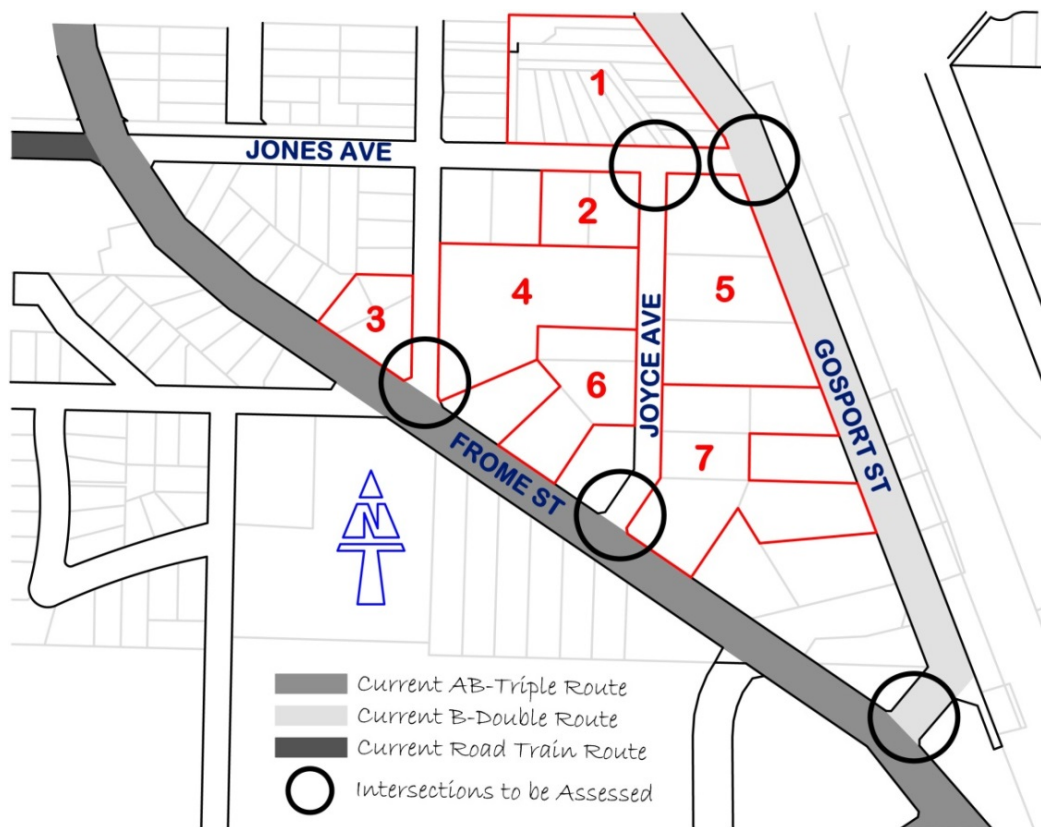 1
JONES AVE
2
3
4
5
6
7
JOYCE AVE
GOSPORT ST
FROME ST
N
Current AB-Triple Route
Current B-Double Route
Current Road Train Route
Intersections to be Assessed